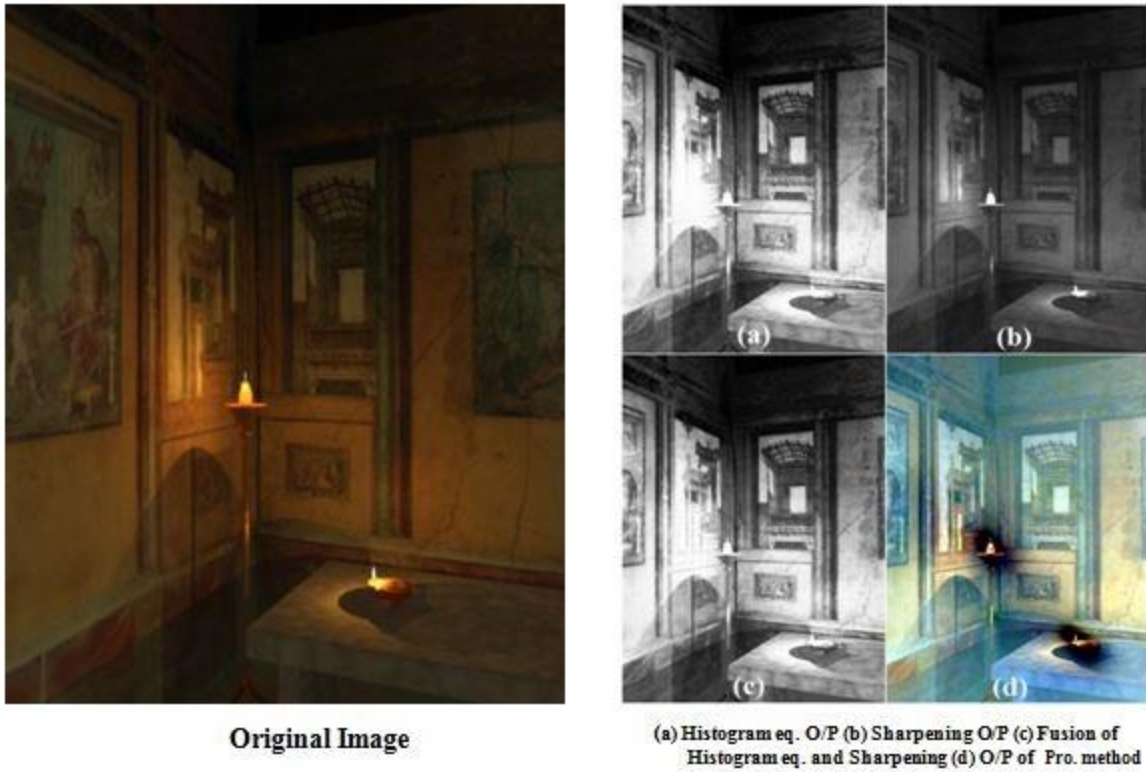 (a)
(b)
(c)
(d)
Original Image
(a) Histogram eq. O/P (b) Sharpening O/P (c) Fusion of
Histogram eq. and Sharpening (d) O/P of Pro. method